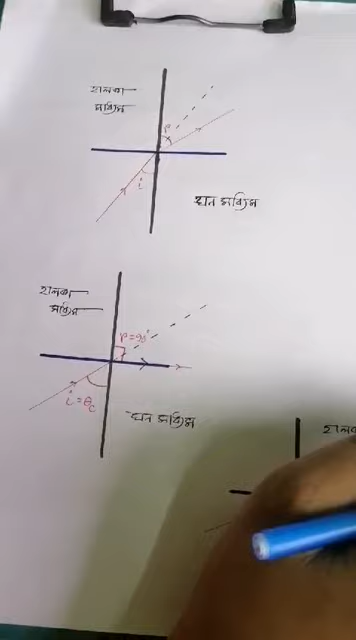 হালকা
মাধ্যম
r
i
ঘন মাধ্যম
হালকা
মাধ্যম
r=90°
i=θc
ঘন মাধ্যম